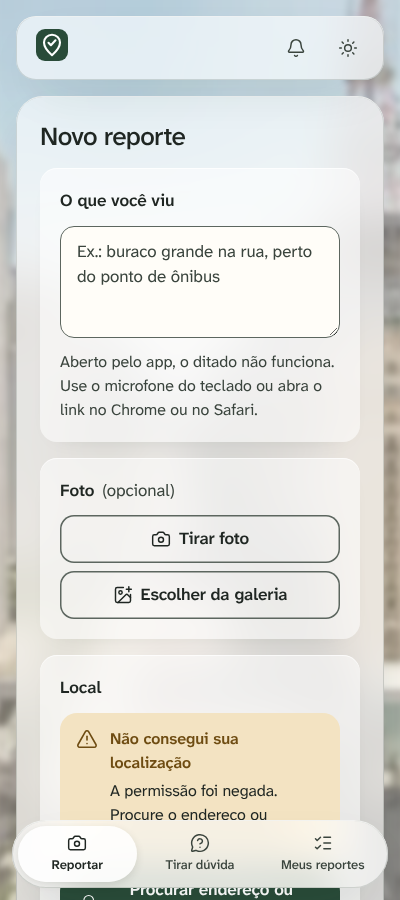 Novo reporte
O que você viu
Ex.: buraco grande na rua, perto
do ponto de ônibus
Aberto pelo app, o ditado não funciona.
Use o microfone do teclado ou abra o
link no Chrome ou no Safari.
Foto (opcional)
Tirar foto
Escolher da galeria
Local
Não consegui sua
localização
A permissão foi negada.
Procure o endereço ou
Procurar endereço ou
Reportar
Tirar dúvida
Meus reportes